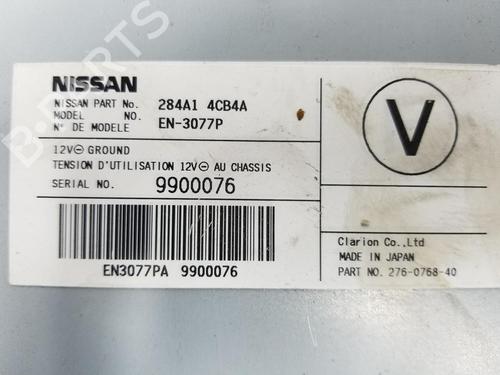 NISSAN
NISSAN PART No. 284A1 4CB4A
MODEL NO. EN-3077P
N° DE MODELE
12V⊖ GROUND
TENSION D'UTILISATION 12V⊖ AU CHASSIS
SERIAL NO. 9900076
EN3077PA 9900076
V
Clarion Co.,Ltd
MADE IN JAPAN
PART NO. 276-0768-40
B-PARTS